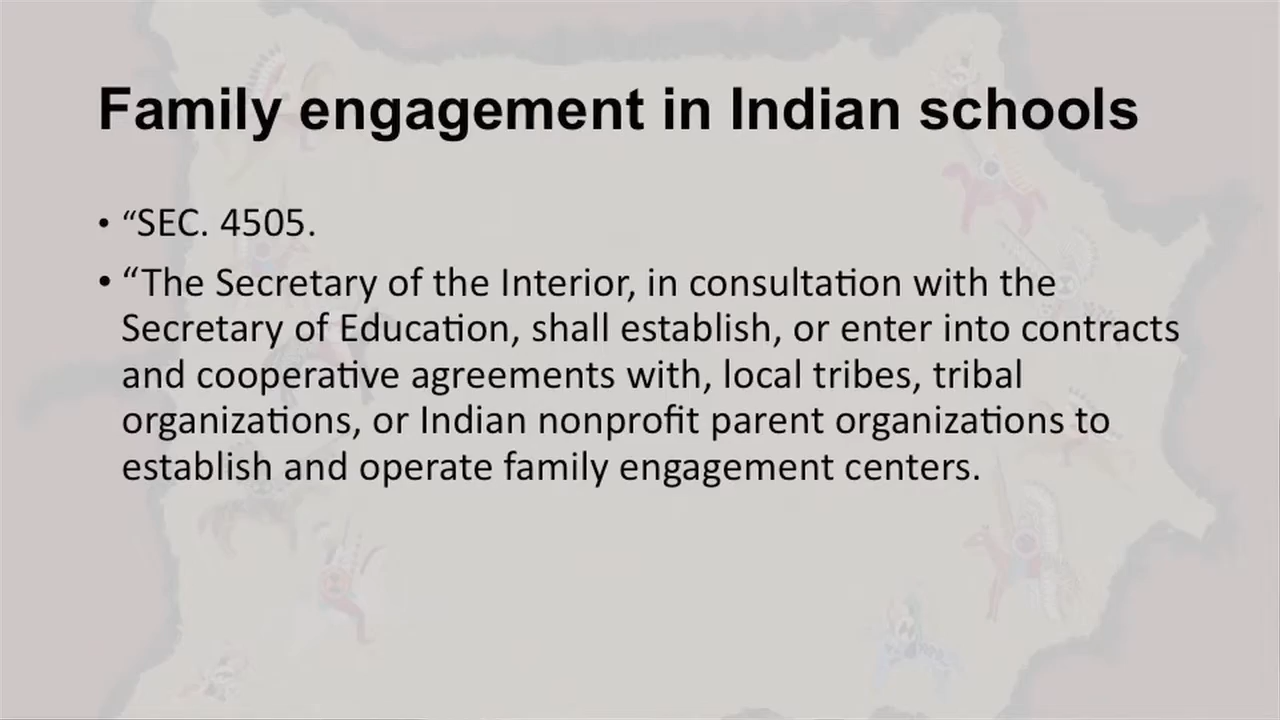 Family engagement in Indian schools
• “SEC. 4505.
• “The Secretary of the Interior, in consultation with the
Secretary of Education, shall establish, or enter into contracts
and cooperative agreements with, local tribes, tribal
organizations, or Indian nonprofit parent organizations to
establish and operate family engagement centers.